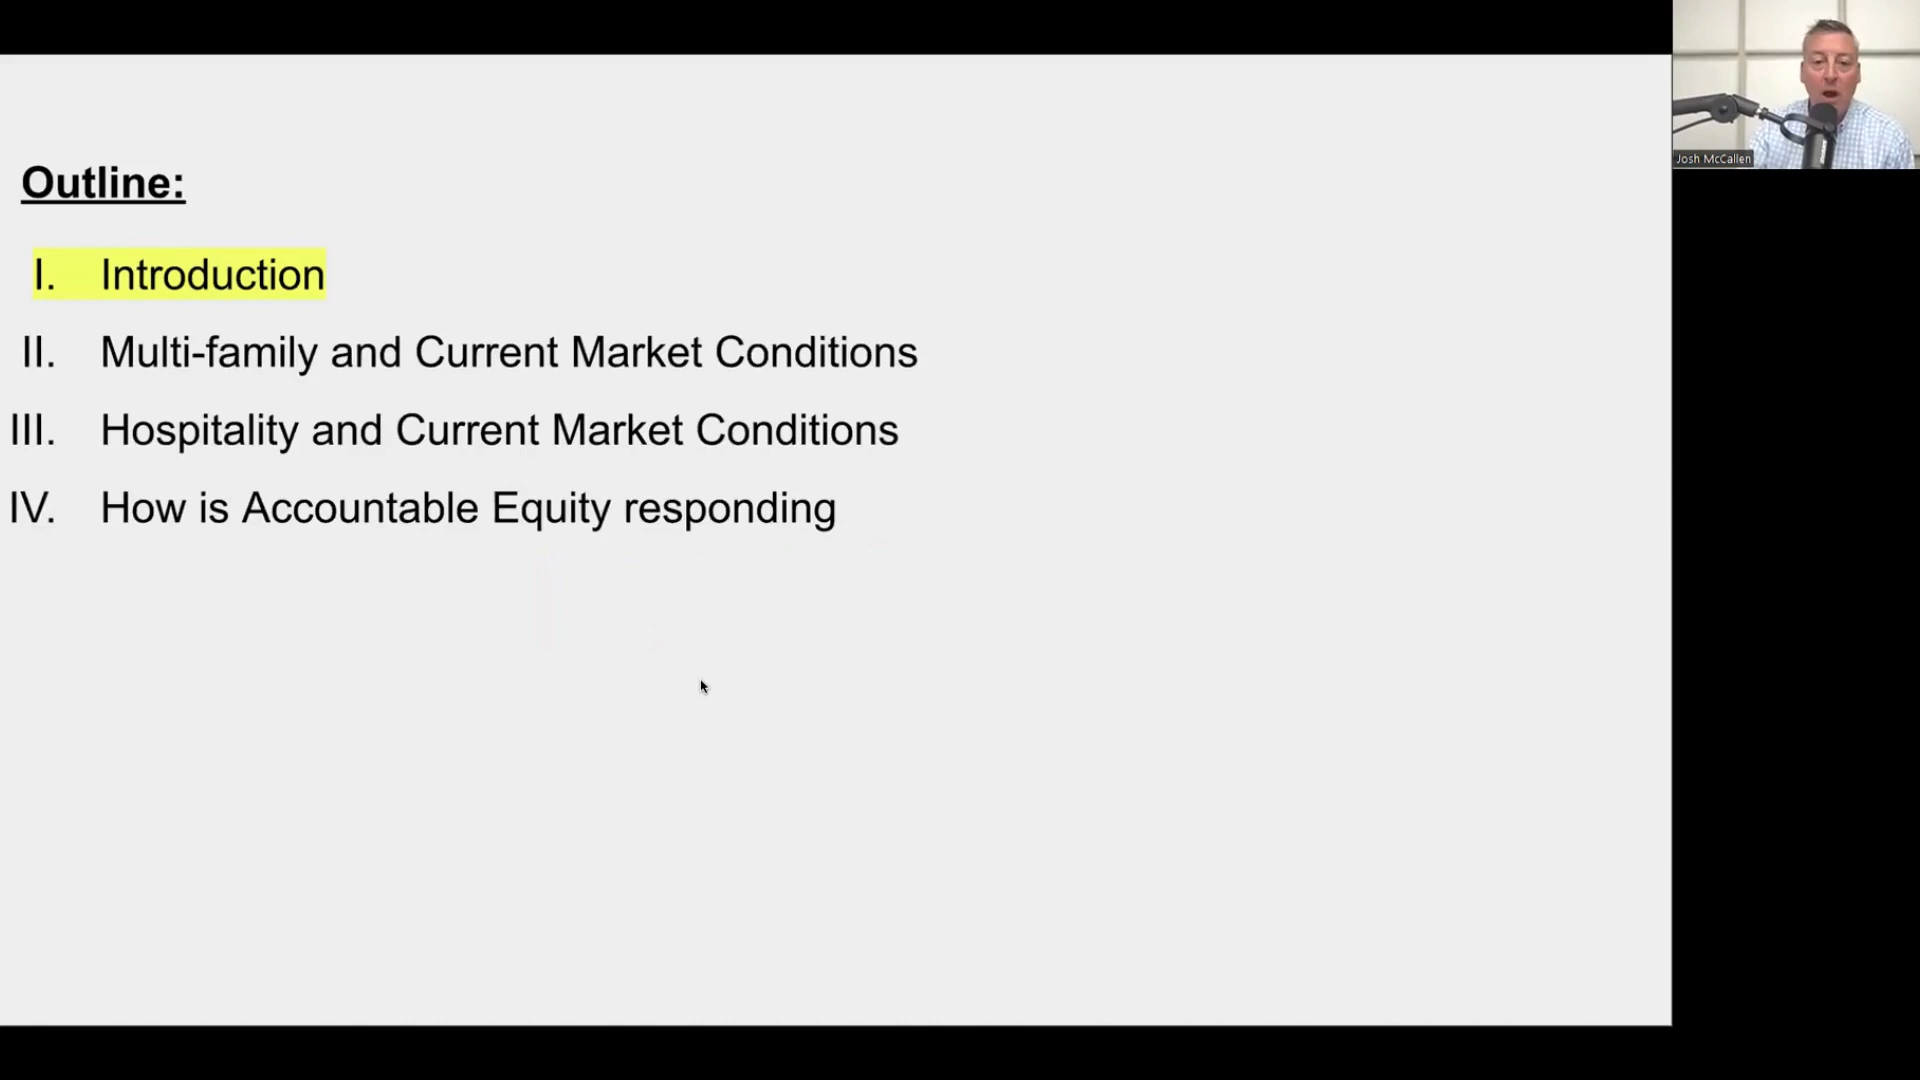 Outline:
I. Introduction
II. Multi-family and Current Market Conditions
III. Hospitality and Current Market Conditions
IV. How is Accountable Equity responding
Josh McCallen